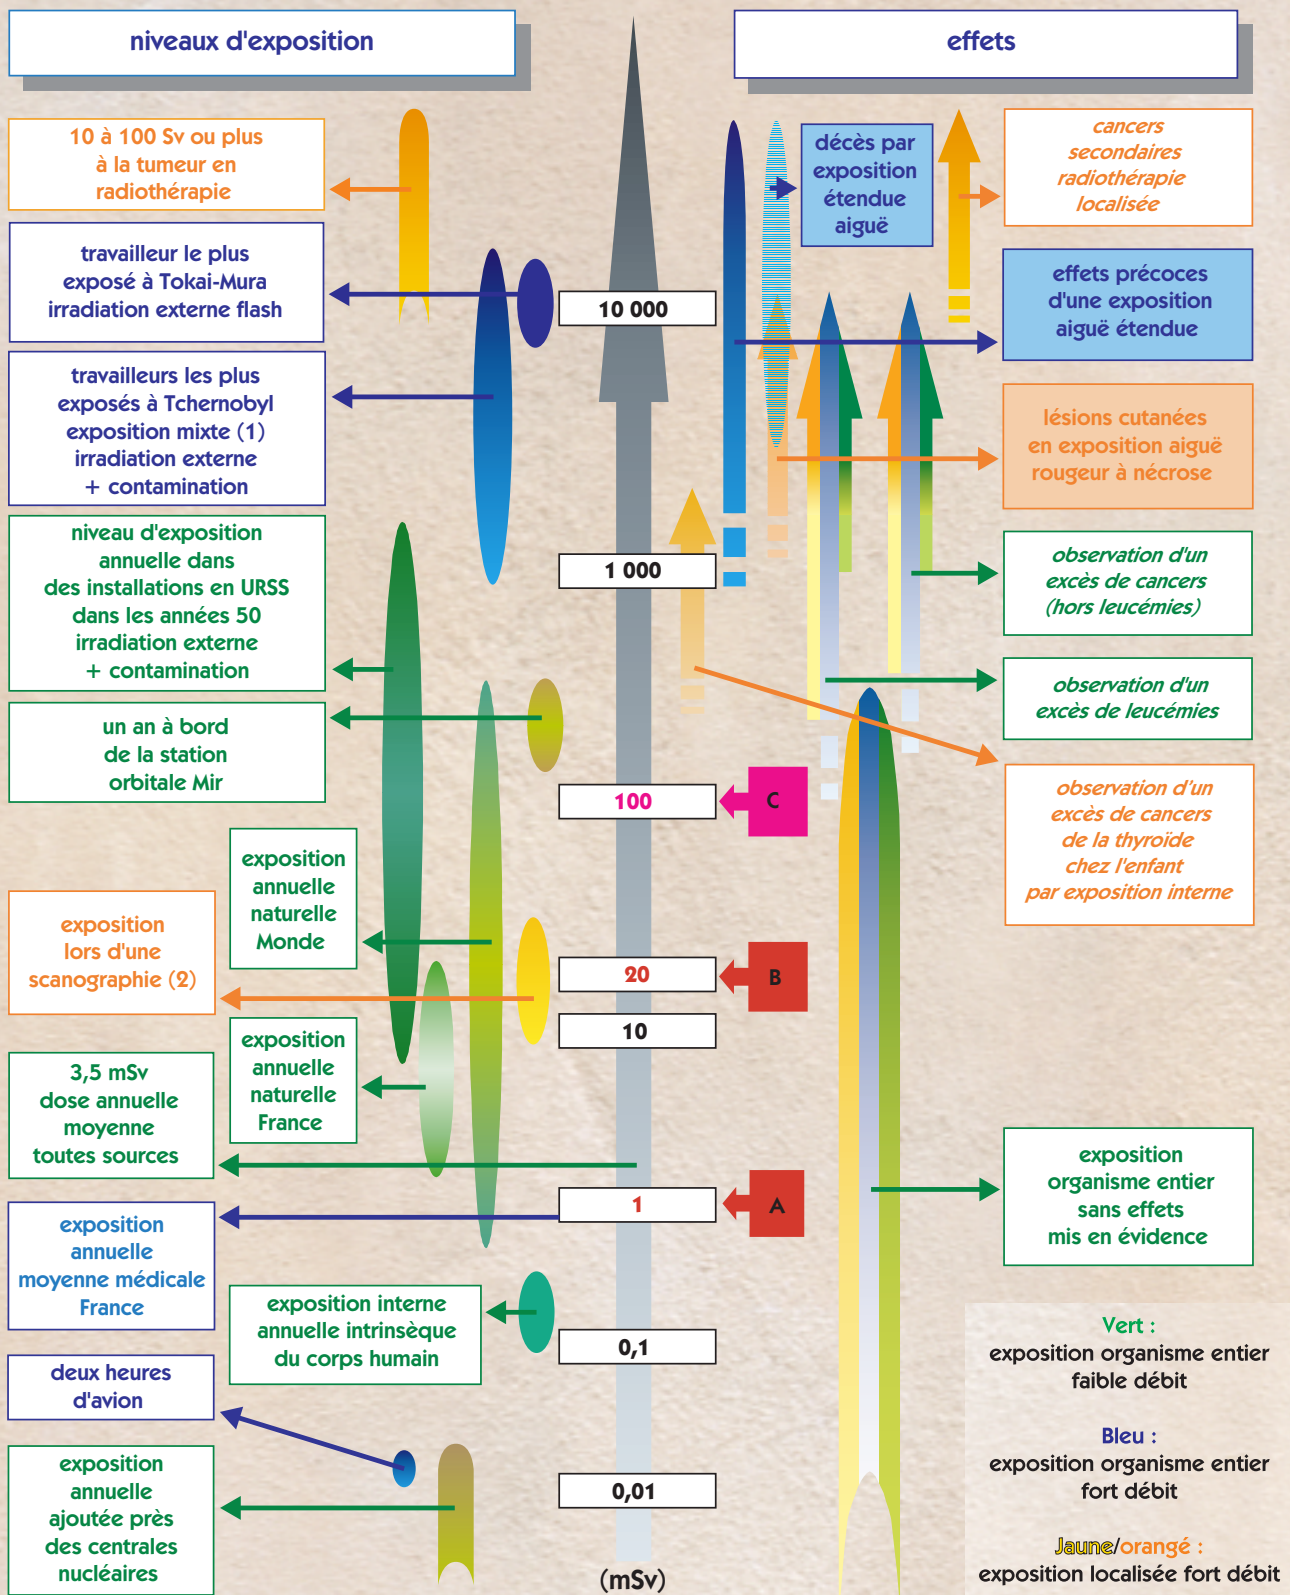 niveaux d'exposition
effets
10 à 100 Sv ou plus
à la tumeur en
radiothérapie
travailleur le plus
exposé à Tokai-Mura
irradiation externe flash
travailleurs les plus
exposés à Tchernobyl
exposition mixte (1)
irradiation externe
+ contamination
niveau d'exposition
annuelle dans
des installations en URSS
dans les années 50
irradiation externe
+ contamination
un an à bord
de la station
orbitale Mir
exposition
annuelle
naturelle
Monde
exposition
lors d'une
scanographie (2)
exposition
annuelle
naturelle
France
3,5 mSv
dose annuelle
moyenne
toutes sources
exposition
annuelle
moyenne médicale
France
exposition interne
annuelle intrinsèque
du corps humain
deux heures
d'avion
exposition
annuelle
ajoutée près
des centrales
nucléaires
10 000
1 000
100
C
20
B
10
1
A
0,1
0,01
(mSv)
décès par
exposition
étendue
aiguë
cancers
secondaires
radiothérapie
localisée
effets précoces
d'une exposition
aiguë étendue
lésions cutanées
en exposition aiguë
rougeur à nécrose
observation d'un
excès de cancers
(hors leucémies)
observation d'un
excès de leucémies
observation d'un
excès de cancers
de la thyroïde
chez l'enfant
par exposition interne
exposition
organisme entier
sans effets
mis en évidence
Vert :
exposition organisme entier
faible débit
Bleu :
exposition organisme entier
fort débit
Jaune/orangé :
exposition localisée fort débit